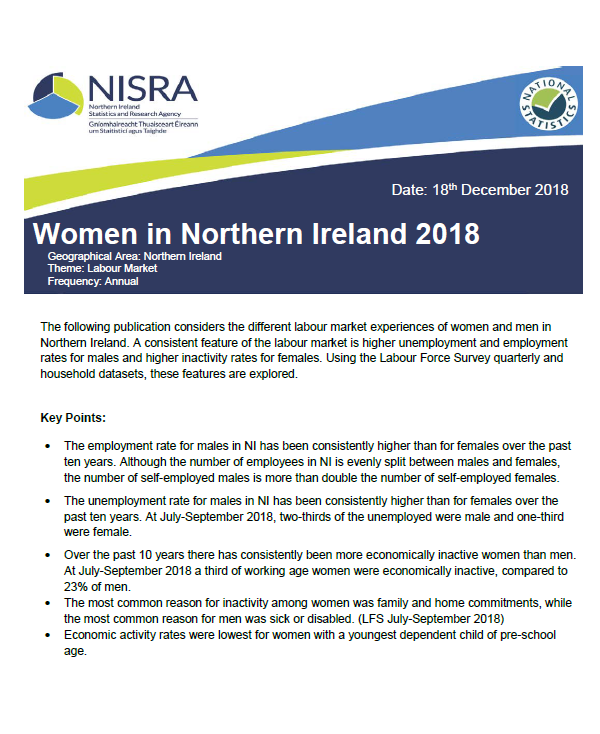 NISRA
Northern Ireland
Statistics and Research Agency
Gníomhaireacht Thuaisceart Éireann
um Staitisticí agus Taighde
NATIONAL STATISTICS
Date: 18th December 2018
Women in Northern Ireland 2018
Geographical Area: Northern Ireland
Theme: Labour Market
Frequency: Annual
The following publication considers the different labour market experiences of women and men in
Northern Ireland. A consistent feature of the labour market is higher unemployment and employment
rates for males and higher inactivity rates for females. Using the Labour Force Survey quarterly and
household datasets, these features are explored.
Key Points:
• The employment rate for males in NI has been consistently higher than for females over the past
ten years. Although the number of employees in NI is evenly split between males and females,
the number of self-employed males is more than double the number of self-employed females.
• The unemployment rate for males in NI has been consistently higher than for females over the
past ten years. At July-September 2018, two-thirds of the unemployed were male and one-third
were female.
• Over the past 10 years there has consistently been more economically inactive women than men.
At July-September 2018 a third of working age women were economically inactive, compared to
23% of men.
• The most common reason for inactivity among women was family and home commitments, while
the most common reason for men was sick or disabled. (LFS July-September 2018)
• Economic activity rates were lowest for women with a youngest dependent child of pre-school
age.